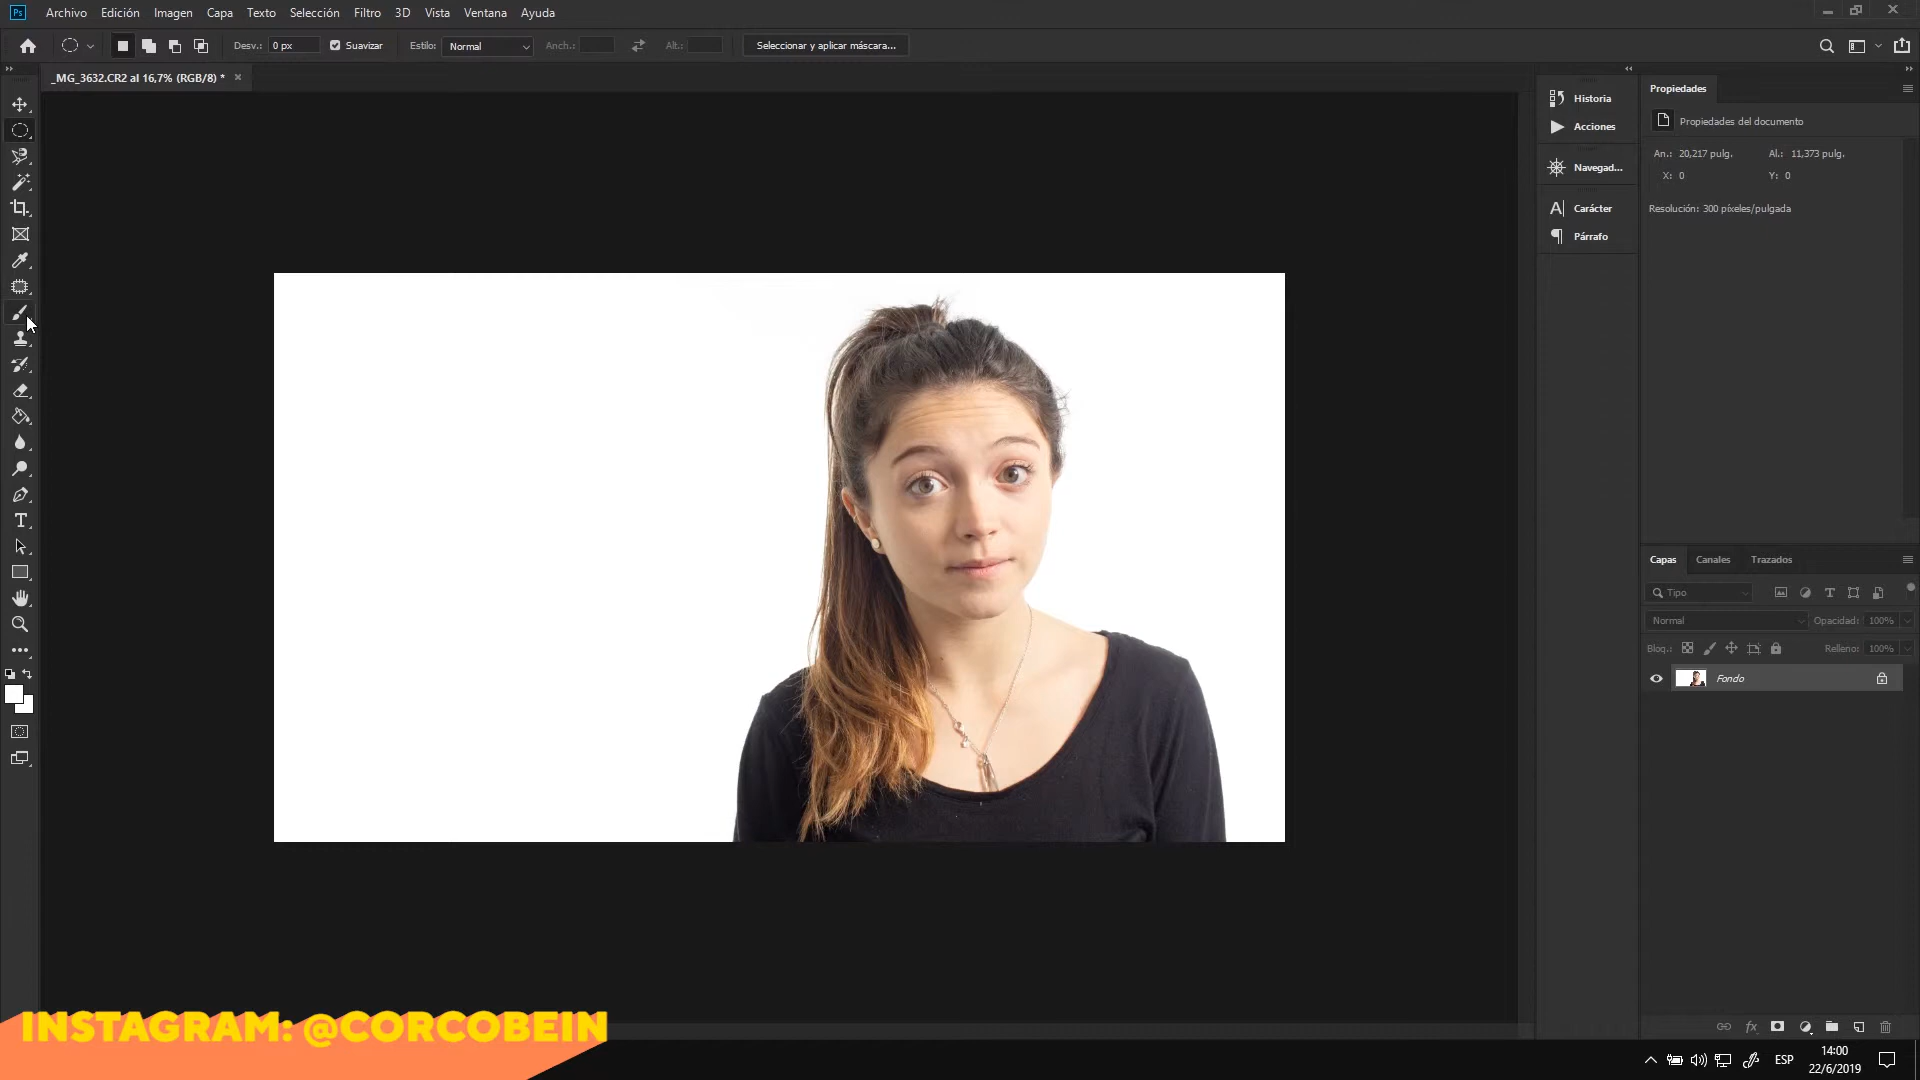 Ps Archivo Edición Imagen Capa Texto Selección Filtro 3D Vista Ventana Ayuda
Desv.: 0 px Suavizar Estilo: Normal Anch.: Alt.: Seleccionar y aplicar máscara...
_MG_3632.CR2 al 16,7% (RGB/8) *
Historia
Acciones
Navegad...
Carácter
Párrafo
Propiedades
Propiedades del documento
An.: 20,217 pulg. Al.: 11,373 pulg.
X: 0 Y: 0
Resolución: 300 píxeles/pulgada
Capas Canales Trazados
Tipo
Normal Opacidad: 100%
Bloq.: Relleno: 100%
Fondo
INSTAGRAM: @CORCOBEIN
ESP 14:00
22/6/2019